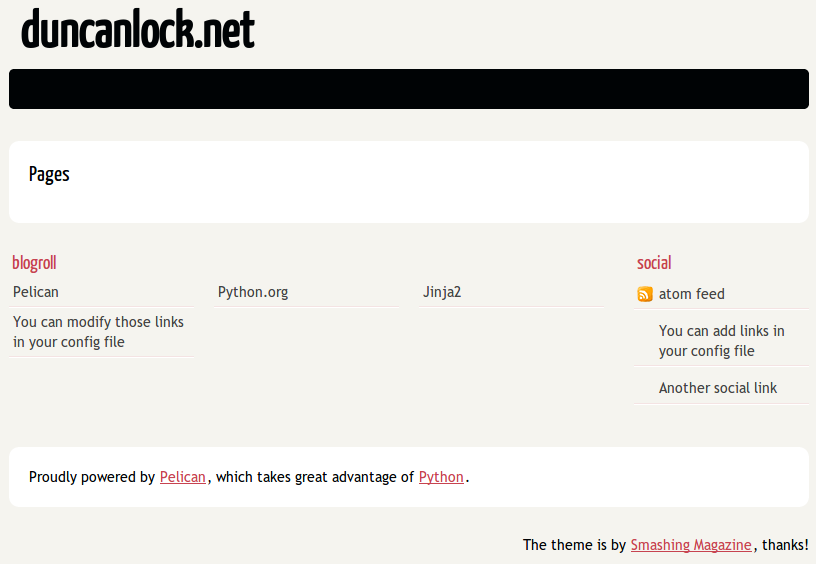 duncanlock.net
Pages
blogroll
Pelican
Python.org
Jinja2
You can modify those links
in your config file
social
atom feed
You can add links in
your config file
Another social link
Proudly powered by Pelican, which takes great advantage of Python.
The theme is by Smashing Magazine, thanks!